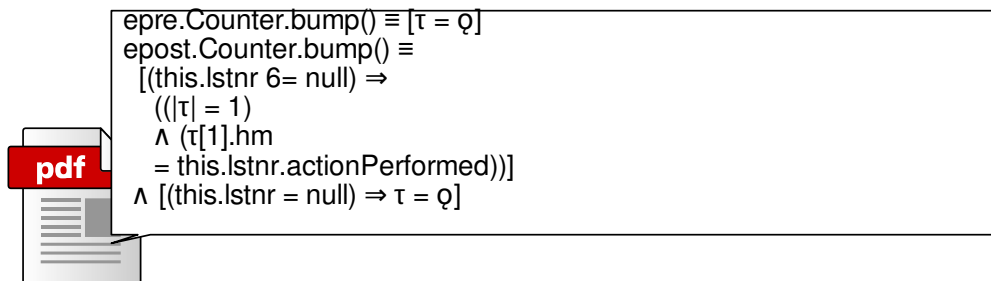 epre.Counter.bump() ≡ [τ = ǫ]
epost.Counter.bump() ≡
[(this.lstnr 6= null) ⇒
((|τ| = 1)
∧ (τ[1].hm
= this.lstnr.actionPerformed))]
∧ [(this.lstnr = null) ⇒ τ = ǫ]
pdf